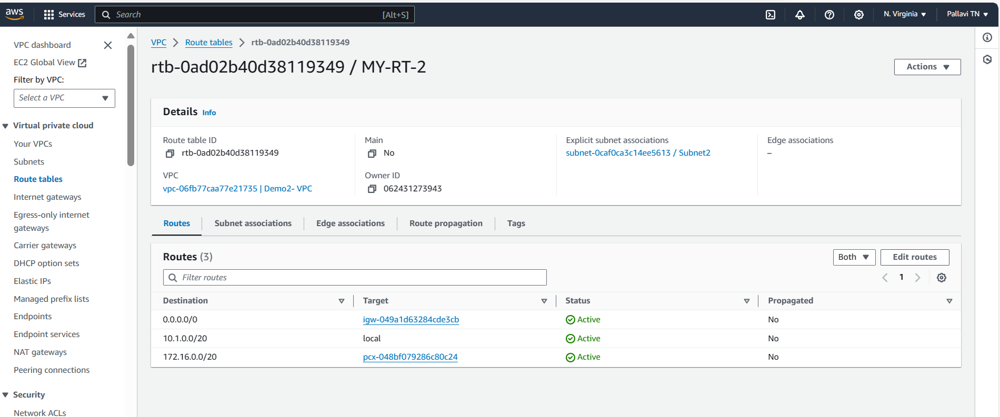 aws
Services
Search
[Alt+S]
N. Virginia
Pallavi TN
VPC dashboard
EC2 Global View
Filter by VPC:
Select a VPC
Virtual private cloud
Your VPCs
Subnets
Route tables
Internet gateways
Egress-only internet
gateways
Carrier gateways
DHCP option sets
Elastic IPs
Managed prefix lists
Endpoints
Endpoint services
NAT gateways
Peering connections
Security
Network ACLs
VPC > Route tables > rtb-0ad02b40d38119349
rtb-0ad02b40d38119349 / MY-RT-2
Actions
Details Info
Route table ID
rtb-0ad02b40d38119349
Main
No
Explicit subnet associations
subnet-0caf0ca3c14ee5613 / Subnet2
Edge associations
–
VPC
vpc-06fb77caa77e21735 | Demo2- VPC
Owner ID
062431273943
Routes
Subnet associations
Edge associations
Route propagation
Tags
Routes (3)
Both
Edit routes
Filter routes
1
Destination Target Status Propagated
0.0.0.0/0 igw-049a1d63284cde3cb Active No
10.1.0.0/20 local Active No
172.16.0.0/20 pcx-048bf079286c80c24 Active No